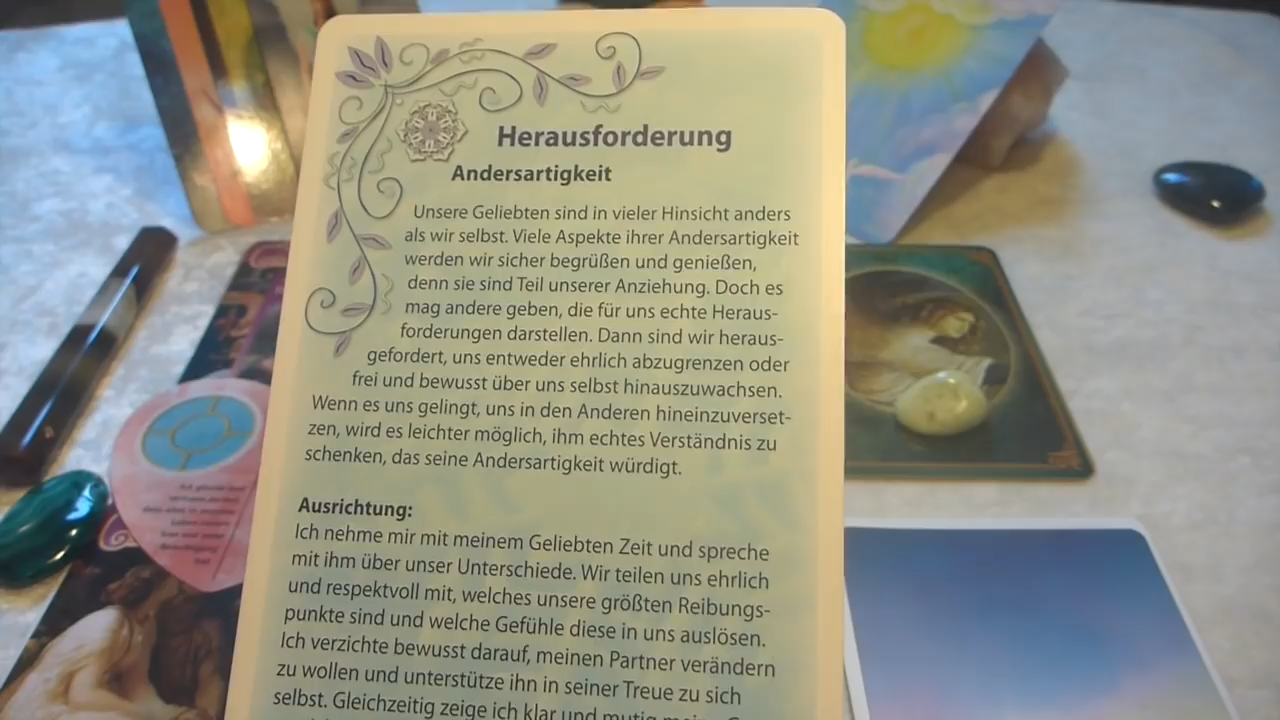 Herausforderung
Andersartigkeit
Unsere Geliebten sind in vieler Hinsicht anders
als wir selbst. Viele Aspekte ihrer Andersartigkeit
werden wir sicher begrüßen und genießen,
denn sie sind Teil unserer Anziehung. Doch es
mag andere geben, die für uns echte Heraus-
forderungen darstellen. Dann sind wir heraus-
gefordert, uns entweder ehrlich abzugrenzen oder
frei und bewusst über uns selbst hinauszuwachsen.
Wenn es uns gelingt, uns in den Anderen hineinzuverset-
zen, wird es leichter möglich, ihm echtes Verständnis zu
schenken, das seine Andersartigkeit würdigt.
Ausrichtung:
Ich nehme mir mit meinem Geliebten Zeit und spreche
mit ihm über unser Unterschiede. Wir teilen uns ehrlich
und respektvoll mit, welches unsere größten Reibungs-
punkte sind und welche Gefühle diese in uns auslösen.
Ich verzichte bewusst darauf, meinen Partner verändern
zu wollen und unterstütze ihn in seiner Treue zu sich
selbst. Gleichzeitig zeige ich klar und mutig